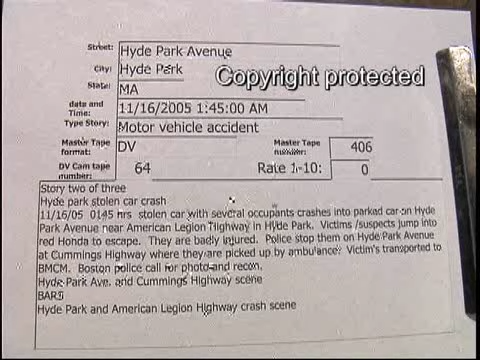 Street: Hyde Park Avenue
City: Hyde Park
Copyright protected
State: MA
date and Time: 11/16/2005 1:45:00 AM
Type Story: Motor vehicle accident
Master Tape format: DV Master Tape number: 406
DV Cam tape number: 64 Rate 1-10: 0
Story two of three
Hyde park stolen car crash
11/16/05 0145 hrs stolen car with several occupants crashes into parked car on Hyde
Park Avenue near American Legion Highway in Hyde Park. Victims /suspects jump into
red Honda to escape. They are badly injured. Police stop them on Hyde Park Avenue
at Cummings Highway where they are picked up by ambulance. Victim's transported to
BMCM. Boston police call for photo and recon.
Hyde Park Ave. and Cummings Highway scene
BARS
Hyde Park and American Legion Highway crash scene